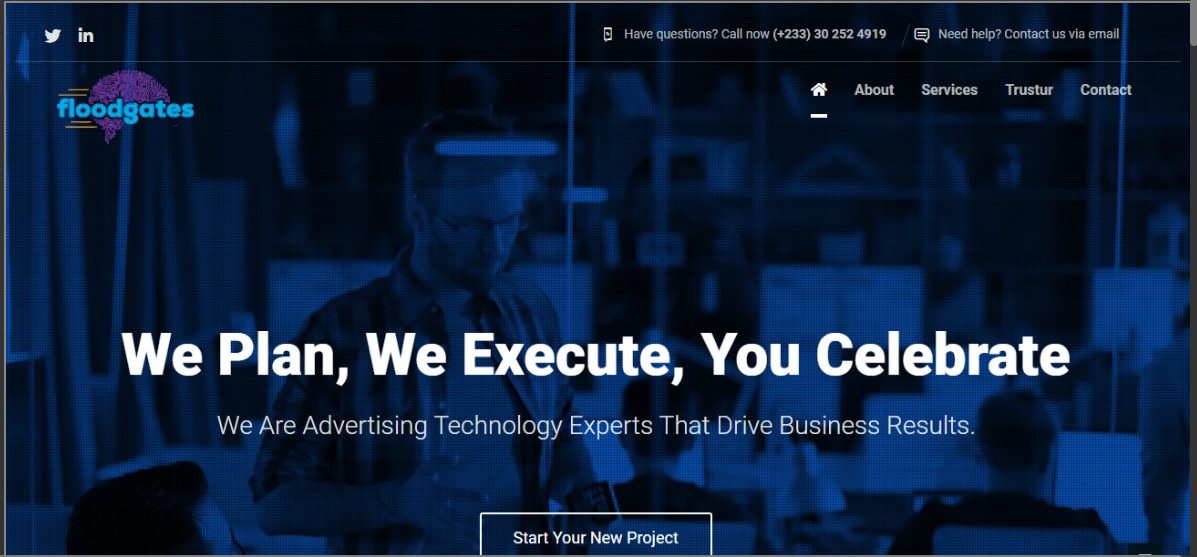 Have questions? Call now (+233) 30 252 4919
Need help? Contact us via email
floodgates
About
Services
Trustur
Contact
We Plan, We Execute, You Celebrate
We Are Advertising Technology Experts That Drive Business Results.
Start Your New Project